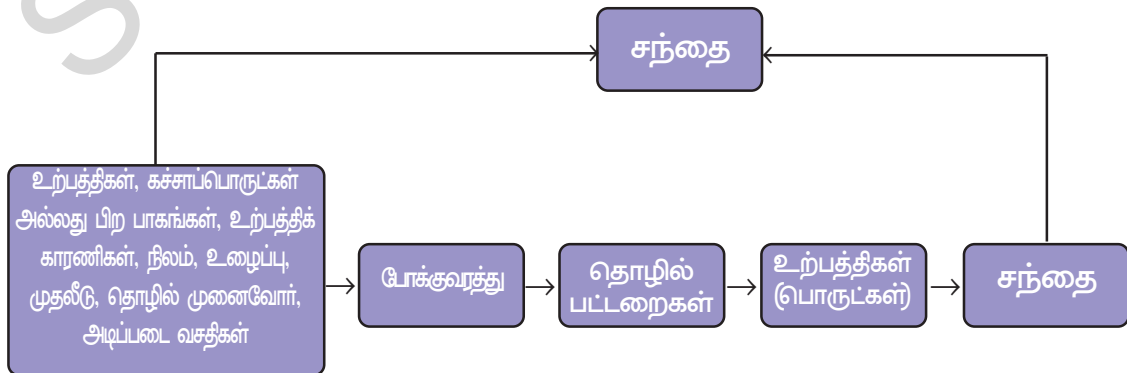 சந்தை
உற்பத்திகள், கச்சாப்பொருட்கள்
அல்லது பிற பாகங்கள், உற்பத்திக்
காரணிகள், நிலம், உழைப்பு,
முதலீடு, தொழில் முனைவோர்,
அடிப்படை வசதிகள்
போக்குவரத்து
தொழில்
பட்டறைகள்
உற்பத்திகள்
(பொருட்கள்)
சந்தை